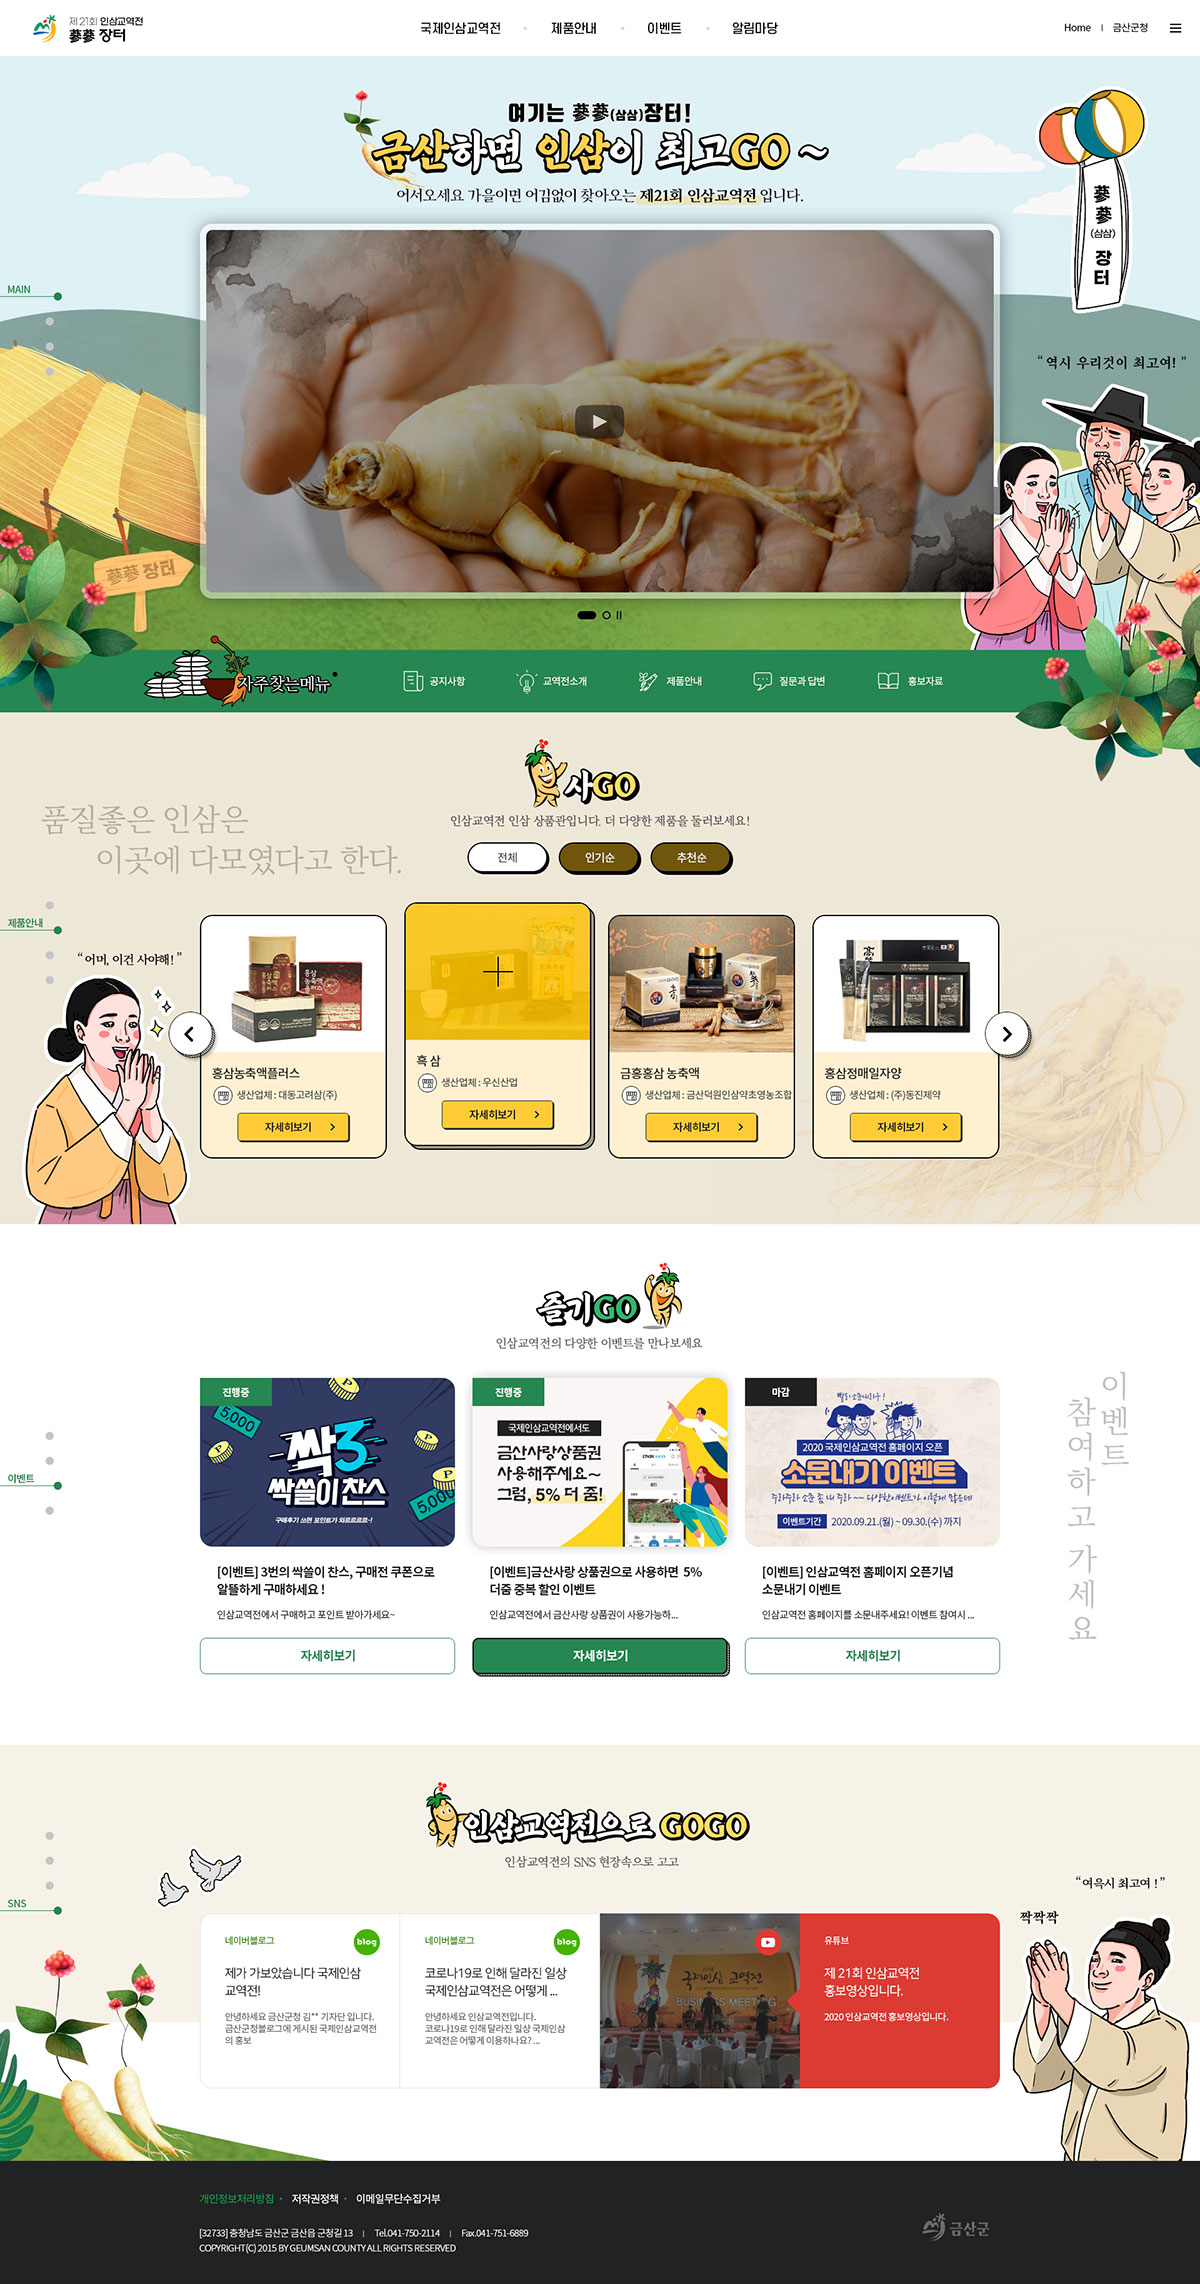 제21회 인삼교역전
蔘蔘 장터
국제인삼교역전
제품안내
이벤트
알림마당
Home
금산군청
여기는 蔘蔘(삼삼)장터!
금산하면 인삼이 최고GO ~
어서오세요 가을이면 어김없이 찾아오는 제21회 인삼교역전 입니다.
蔘
蔘
(삼삼)
장
터
MAIN
“ 역시 우리것이 최고여! ”
蔘蔘 장터
자주찾는메뉴
공지사항
교역전소개
제품안내
질문과 답변
홍보자료
사GO
인삼교역전 인삼 상품관입니다. 더 다양한 제품을 둘러보세요!
품질좋은 인삼은
이곳에 다모였다고 한다.
전체
인기순
추천순
제품안내
“ 어머, 이건 사야해! ”
홍삼농축액플러스
생산업체 : 대동고려삼(주)
자세히보기
흑 삼
생산업체 : 우신산업
자세히보기
금홍홍삼 농축액
생산업체 : 금산덕원인삼약초영농조합
자세히보기
홍삼정매일자양
생산업체 : (주)동진제약
자세히보기
즐기GO
인삼교역전의 다양한 이벤트를 만나보세요
이벤트
참여하고 가세요
이벤트
진행중
5,000
싹3
싹쓸이 찬스
구매후기 쓰면 포인트가 와르르르르~!
5,000
진행중
국제인삼교역전에서도
금산사랑상품권
사용해주세요~
그럼, 5% 더 줌!
chak
마감
빨리 소문내야하구!
2020 국제인삼교역전 홈페이지 오픈
소문내기 이벤트
이벤트기간 2020.09.21.(월) ~ 09.30.(수) 까지
[이벤트] 3번의 싹쓸이 찬스, 구매전 쿠폰으로
알뜰하게 구매하세요 !
인삼교역전에서 구매하고 포인트 받아가세요~
자세히보기
[이벤트]금산사랑 상품권으로 사용하면 5%
더줌 중복 할인 이벤트
인삼교역전에서 금산사랑 상품권이 사용가능하...
자세히보기
[이벤트] 인삼교역전 홈페이지 오픈기념
소문내기 이벤트
인삼교역전 홈페이지를 소문내주세요! 이벤트 참여시 ...
자세히보기
인삼교역전으로 GOGO
인삼교역전의 SNS 현장속으로 고고
SNS
“ 여윽시 최고여 ! ”
짝짝짝
네이버블로그
blog
제가 가보았습니다 국제인삼
교역전!
안녕하세요 금산군청 김** 기자단 입니다.
금산군청블로그에 게시된 국제인삼교역전
의 홍보
네이버블로그
blog
코로나19로 인해 달라진 일상
국제인삼교역전은 어떻게 ...
안녕하세요 인삼교역전입니다.
코로나19로 인해 달라진 일상 국제인삼
교역전은 어떻게 이용하나요? ...
국제인삼 교역전
BUSINESS MEETING
유튜브
제 21회 인삼교역전
홍보영상입니다.
2020 인삼교역전 홍보영상입니다.
개인정보처리방침
저작권정책
이메일무단수집거부
[32733] 충청남도 금산군 금산읍 군청길 13
Tel.041-750-2114
Fax.041-751-6889
COPYRIGHT(C) 2015 BY GEUMSAN COUNTY ALL RIGHTS RESERVED
금산군